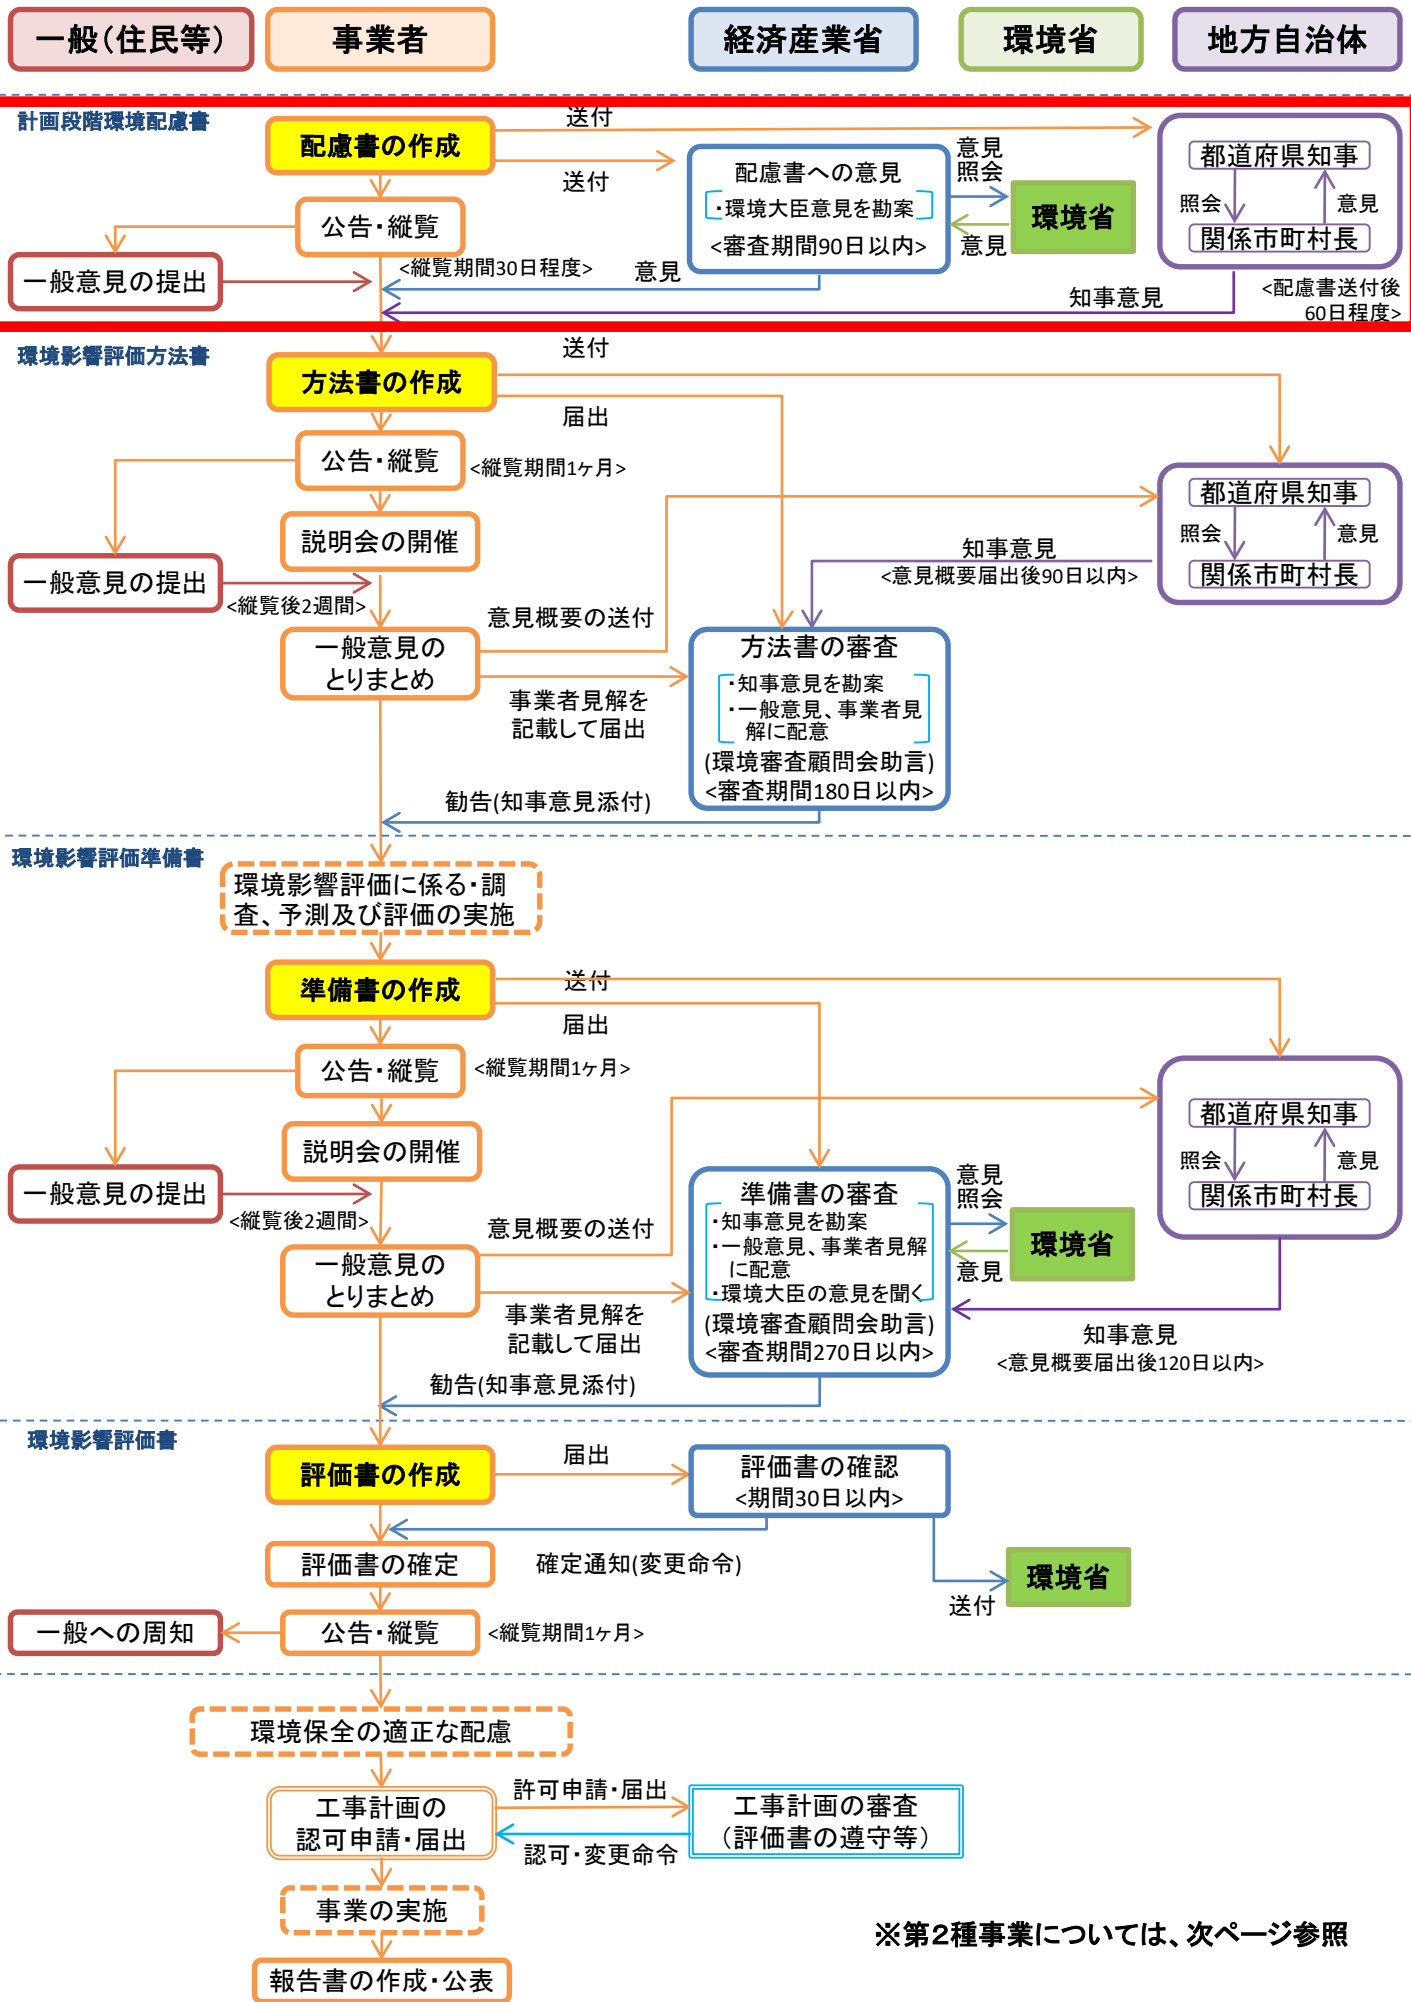 一般(住民等)
事業者
経済産業省
環境省
地方自治体
計画段階環境配慮書
配慮書の作成
送付
送付
公告・縦覧
<縦覧期間30日程度>
一般意見の提出
配慮書への意見
・環境大臣意見を勘案
<審査期間90日以内>
意見
照会
意見
環境省
都道府県知事
照会
意見
関係市町村長
意見
知事意見
<配慮書送付後
60日程度>
環境影響評価方法書
方法書の作成
送付
届出
公告・縦覧
<縦覧期間1ヶ月>
説明会の開催
一般意見の提出
<縦覧後2週間>
一般意見の
とりまとめ
意見概要の送付
事業者見解を
記載して届出
都道府県知事
照会
意見
関係市町村長
知事意見
<意見概要届出後90日以内>
方法書の審査
・知事意見を勘案
・一般意見、事業者見
解に配意
(環境審査顧問会助言)
<審査期間180日以内>
勧告(知事意見添付)
環境影響評価準備書
環境影響評価に係る・調
査、予測及び評価の実施
準備書の作成
送付
届出
公告・縦覧
<縦覧期間1ヶ月>
説明会の開催
一般意見の提出
<縦覧後2週間>
一般意見の
とりまとめ
意見概要の送付
事業者見解を
記載して届出
準備書の審査
・知事意見を勘案
・一般意見、事業者見解
に配意
・環境大臣の意見を聞く
(環境審査顧問会助言)
<審査期間270日以内>
意見
照会
意見
環境省
都道府県知事
照会
意見
関係市町村長
知事意見
<意見概要届出後120日以内>
勧告(知事意見添付)
環境影響評価書
評価書の作成
届出
評価書の確認
<期間30日以内>
評価書の確定
確定通知(変更命令)
環境省
送付
一般への周知
公告・縦覧
<縦覧期間1ヶ月>
環境保全の適正な配慮
工事計画の
認可申請・届出
許可申請・届出
認可・変更命令
工事計画の審査
(評価書の遵守等)
事業の実施
報告書の作成・公表
※第2種事業については、次ページ参照